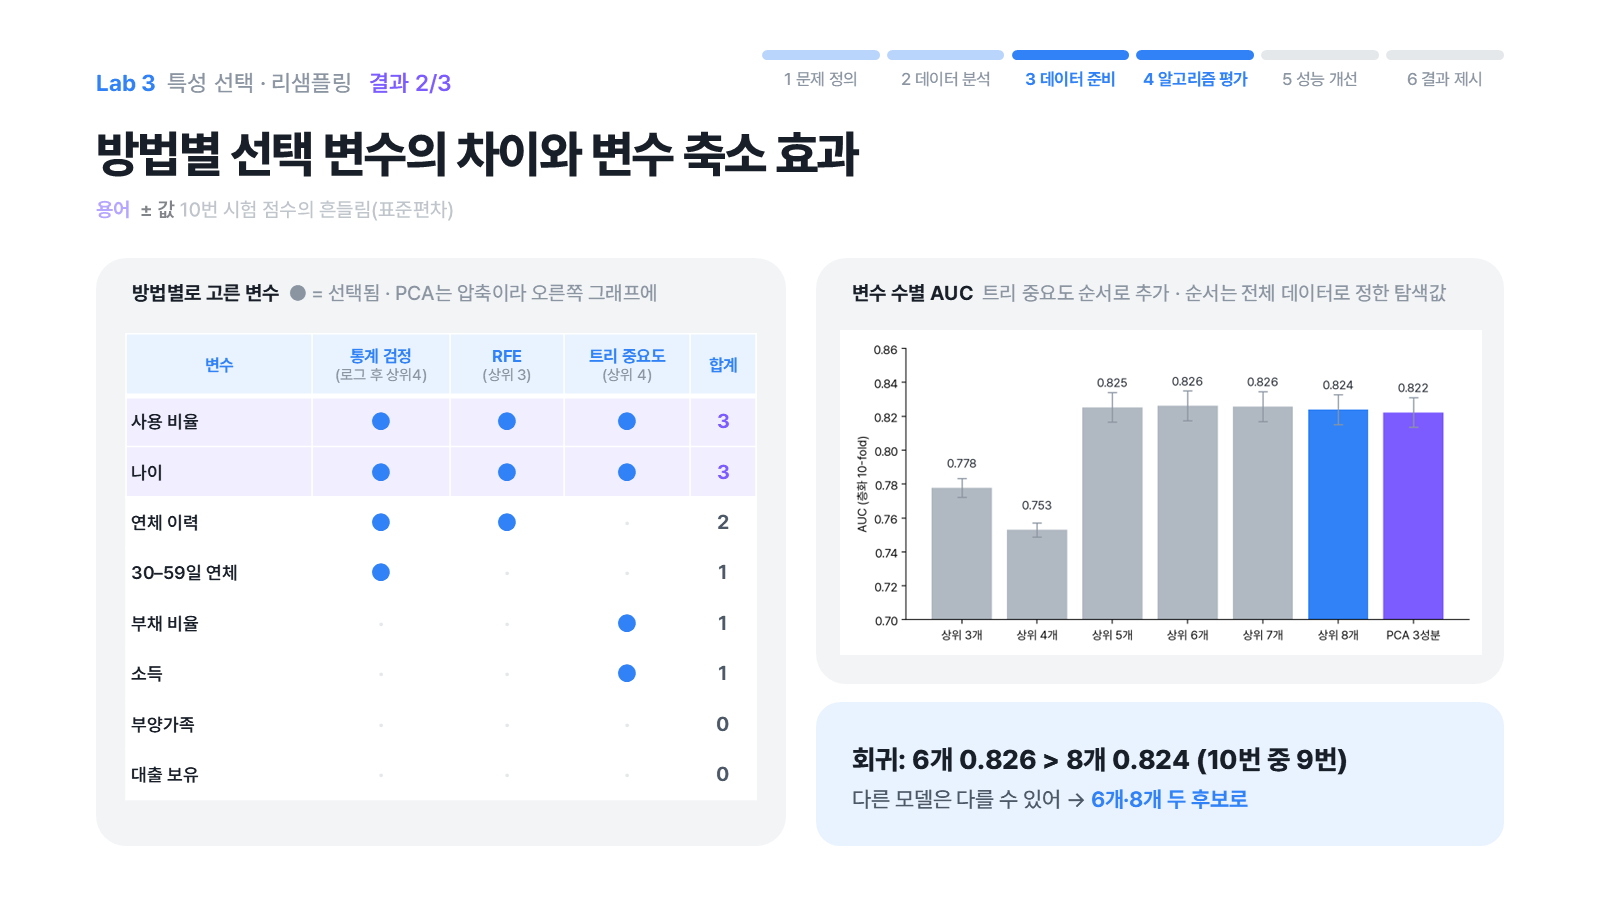 Lab 3 특성 선택 · 리샘플링 결과 2/3
1 문제 정의
2 데이터 분석
3 데이터 준비
4 알고리즘 평가
5 성능 개선
6 결과 제시
방법별 선택 변수의 차이와 변수 축소 효과
용어 ± 값 10번 시험 점수의 흔들림(표준편차)
방법별로 고른 변수 ● = 선택됨 · PCA는 압축이라 오른쪽 그래프에
변수 통계 검정 RFE 트리 중요도 합계
(로그 후 상위4) (상위 3) (상위 4)
사용 비율 ● ● ● 3
나이 ● ● ● 3
연체 이력 ● ● · 2
30–59일 연체 ● · · 1
부채 비율 · · ● 1
소득 · · ● 1
부양가족 · · · 0
대출 보유 · · · 0
변수 수별 AUC 트리 중요도 순서로 추가 · 순서는 전체 데이터로 정한 탐색값
AUC (층화 10-fold)
0.86
0.84
0.82
0.80
0.78
0.76
0.74
0.72
0.70
0.778
0.753
0.825
0.826
0.826
0.824
0.822
상위 3개
상위 4개
상위 5개
상위 6개
상위 7개
상위 8개
PCA 3성분
회귀: 6개 0.826 > 8개 0.824 (10번 중 9번)
다른 모델은 다를 수 있어 → 6개·8개 두 후보로